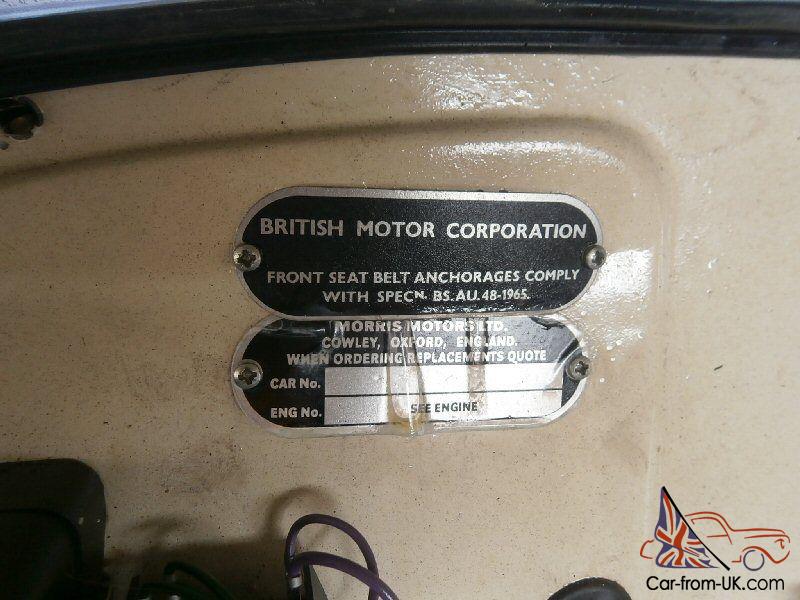 BRITISH MOTOR CORPORATION
FRONT SEAT BELT ANCHORAGES COMPLY
WITH SPECN. BS. AU. 48-1965.
MORRIS MOTORS LTD.
COWLEY, OXFORD, ENGLAND.
WHEN ORDERING REPLACEMENTS QUOTE
CAR No.
ENG No. SEE ENGINE
Car-from-UK.com